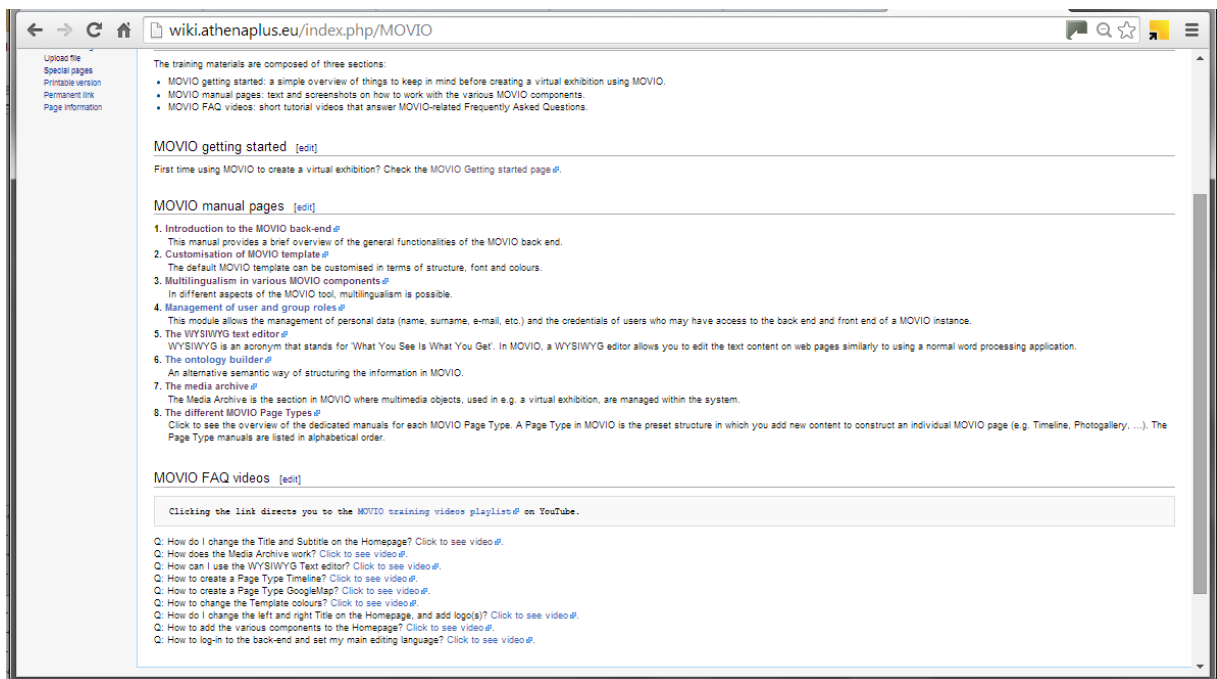 wiki.athenaplus.eu/index.php/MOVIO
Upload file
Special pages
Printable version
Permanent link
Page information
The training materials are composed of three sections:
MOVIO getting started: a simple overview of things to keep in mind before creating a virtual exhibition using MOVIO.
MOVIO manual pages: text and screenshots on how to work with the various MOVIO components.
MOVIO FAQ videos: short tutorial videos that answer MOVIO-related Frequently Asked Questions.
MOVIO getting started [edit]
First time using MOVIO to create a virtual exhibition? Check the MOVIO Getting started page.
MOVIO manual pages [edit]
1. Introduction to the MOVIO back-end
This manual provides a brief overview of the general functionalities of the MOVIO back end.
2. Customisation of MOVIO template
The default MOVIO template can be customised in terms of structure, font and colours.
3. Multilingualism in various MOVIO components
In different aspects of the MOVIO tool, multilingualism is possible.
4. Management of user and group roles
This module allows the management of personal data (name, surname, e-mail, etc.) and the credentials of users who may have access to the back end and front end of a MOVIO instance.
5. The WYSIWYG text editor
WYSIWYG is an acronym that stands for 'What You See Is What You Get'. In MOVIO, a WYSIWYG editor allows you to edit the text content on web pages similarly to using a normal word processing application.
6. The ontology builder
An alternative semantic way of structuring the information in MOVIO.
7. The media archive
The Media Archive is the section in MOVIO where multimedia objects, used in e.g. a virtual exhibition, are managed within the system.
8. The different MOVIO Page Types
Click to see the overview of the dedicated manuals for each MOVIO Page Type. A Page Type in MOVIO is the preset structure in which you add new content to construct an individual MOVIO page (e.g. Timeline, Photogallery, ...). The
Page Type manuals are listed in alphabetical order.
MOVIO FAQ videos [edit]
Clicking the link directs you to the MOVIO training videos playlist on YouTube.
Q: How do I change the Title and Subtitle on the Homepage? Click to see video.
Q: How does the Media Archive work? Click to see video.
Q: How can I use the WYSIWYG Text editor? Click to see video.
Q: How to create a Page Type Timeline? Click to see video.
Q: How to create a Page Type GoogleMap? Click to see video.
Q: How to change the Template colours? Click to see video.
Q: How do I change the left and right Title on the Homepage, and add logo(s)? Click to see video.
Q: How to add the various components to the Homepage? Click to see video.
Q: How to log-in to the back-end and set my main editing language? Click to see video.